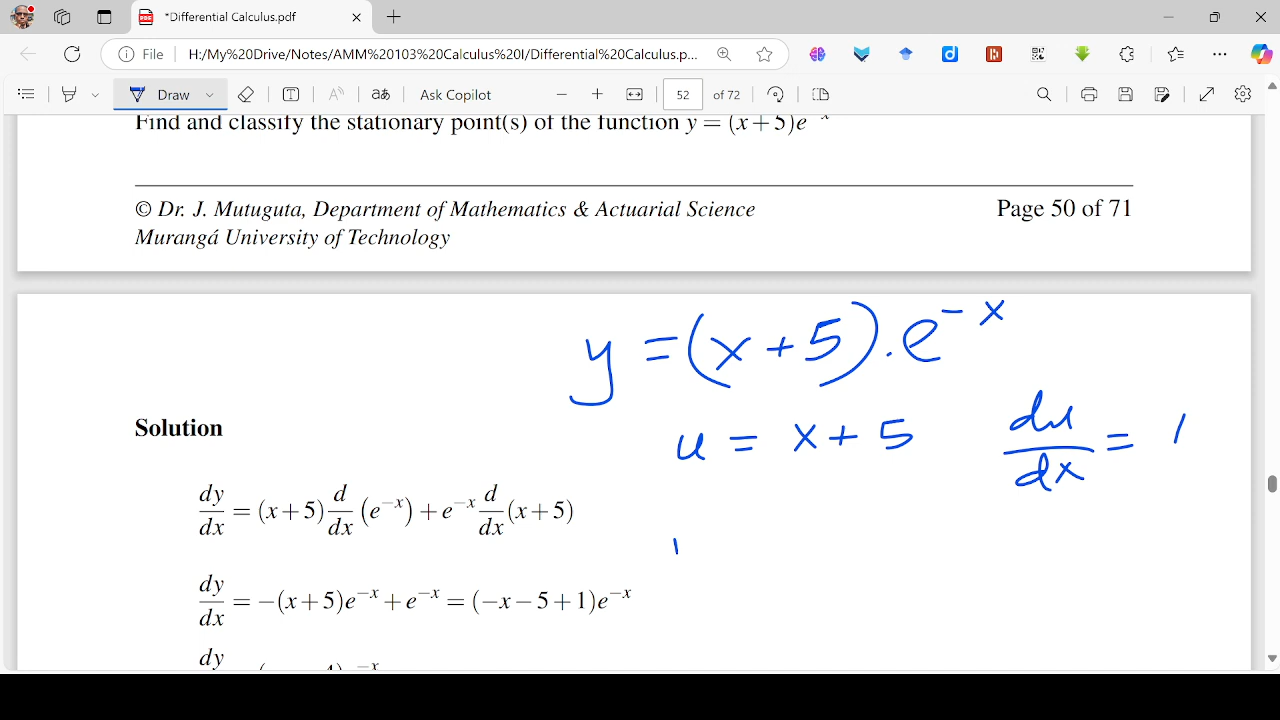 *Differential Calculus.pdf
File H:/My%20Drive/Notes/AMM%20103%20Calculus%20I/Differential%20Calculus.p...
Draw Ask Copilot 52 of 72
Find and classify the stationary point(s) of the function y = (x+5)e^{-x}
© Dr. J. Mutuguta, Department of Mathematics & Actuarial Science Page 50 of 71
Murangá University of Technology
y = (x+5).e^{-x}
u = x+5 du/dx = 1
Solution
dy/dx = (x+5) d/dx (e^{-x}) + e^{-x} d/dx (x+5)
dy/dx = -(x+5)e^{-x} + e^{-x} = (-x-5+1)e^{-x}
dy